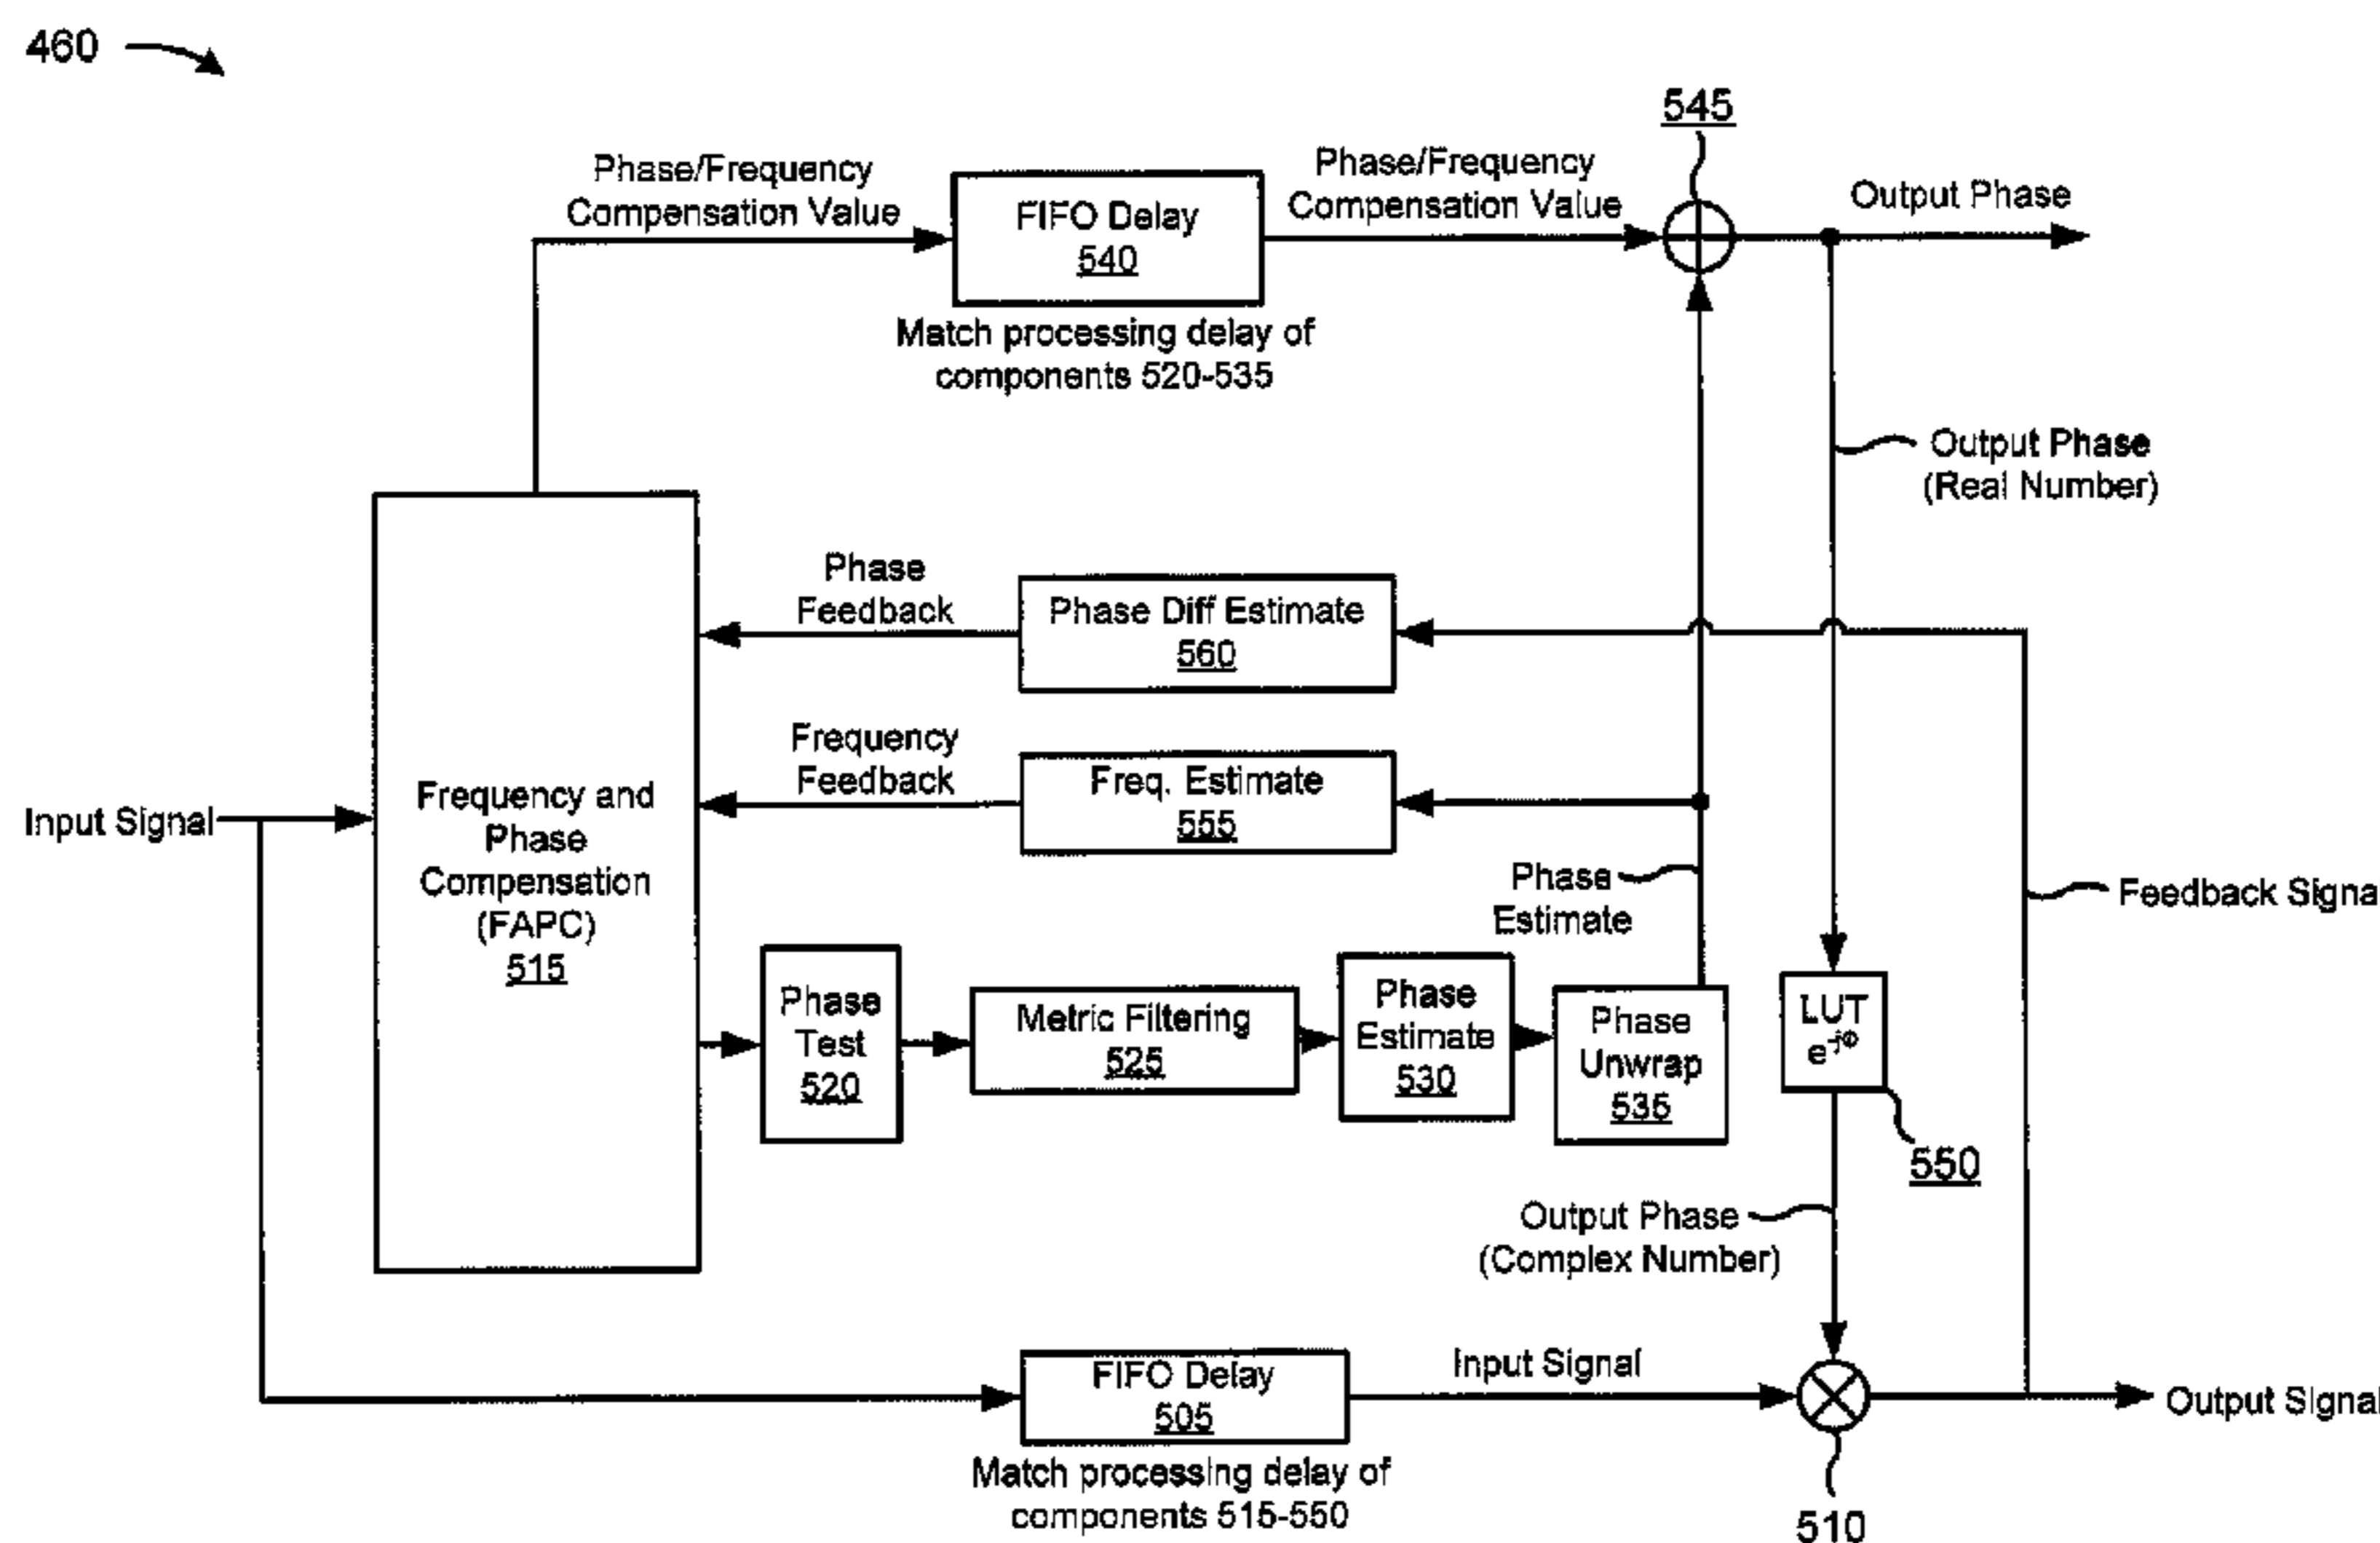 460
545
Phase/Frequency
Compensation Value
FIFO Delay
540
Phase/Frequency
Compensation Value
Output Phase
Match processing delay of
components 520-535
Output Phase
(Real Number)
Phase
Feedback
Phase Diff Estimate
560
Frequency
Feedback
Freq. Estimate
555
Input Signal
Frequency and
Phase
Compensation
(FAPC)
515
Phase
Estimate
Feedback Signal
Phase
Test
520
Metric Filtering
525
Phase
Estimate
530
Phase
Unwrap
535
LUT
e^-jΦ
550
Output Phase
(Complex Number)
FIFO Delay
505
Input Signal
Output Signal
Match processing delay of
components 515-550
510